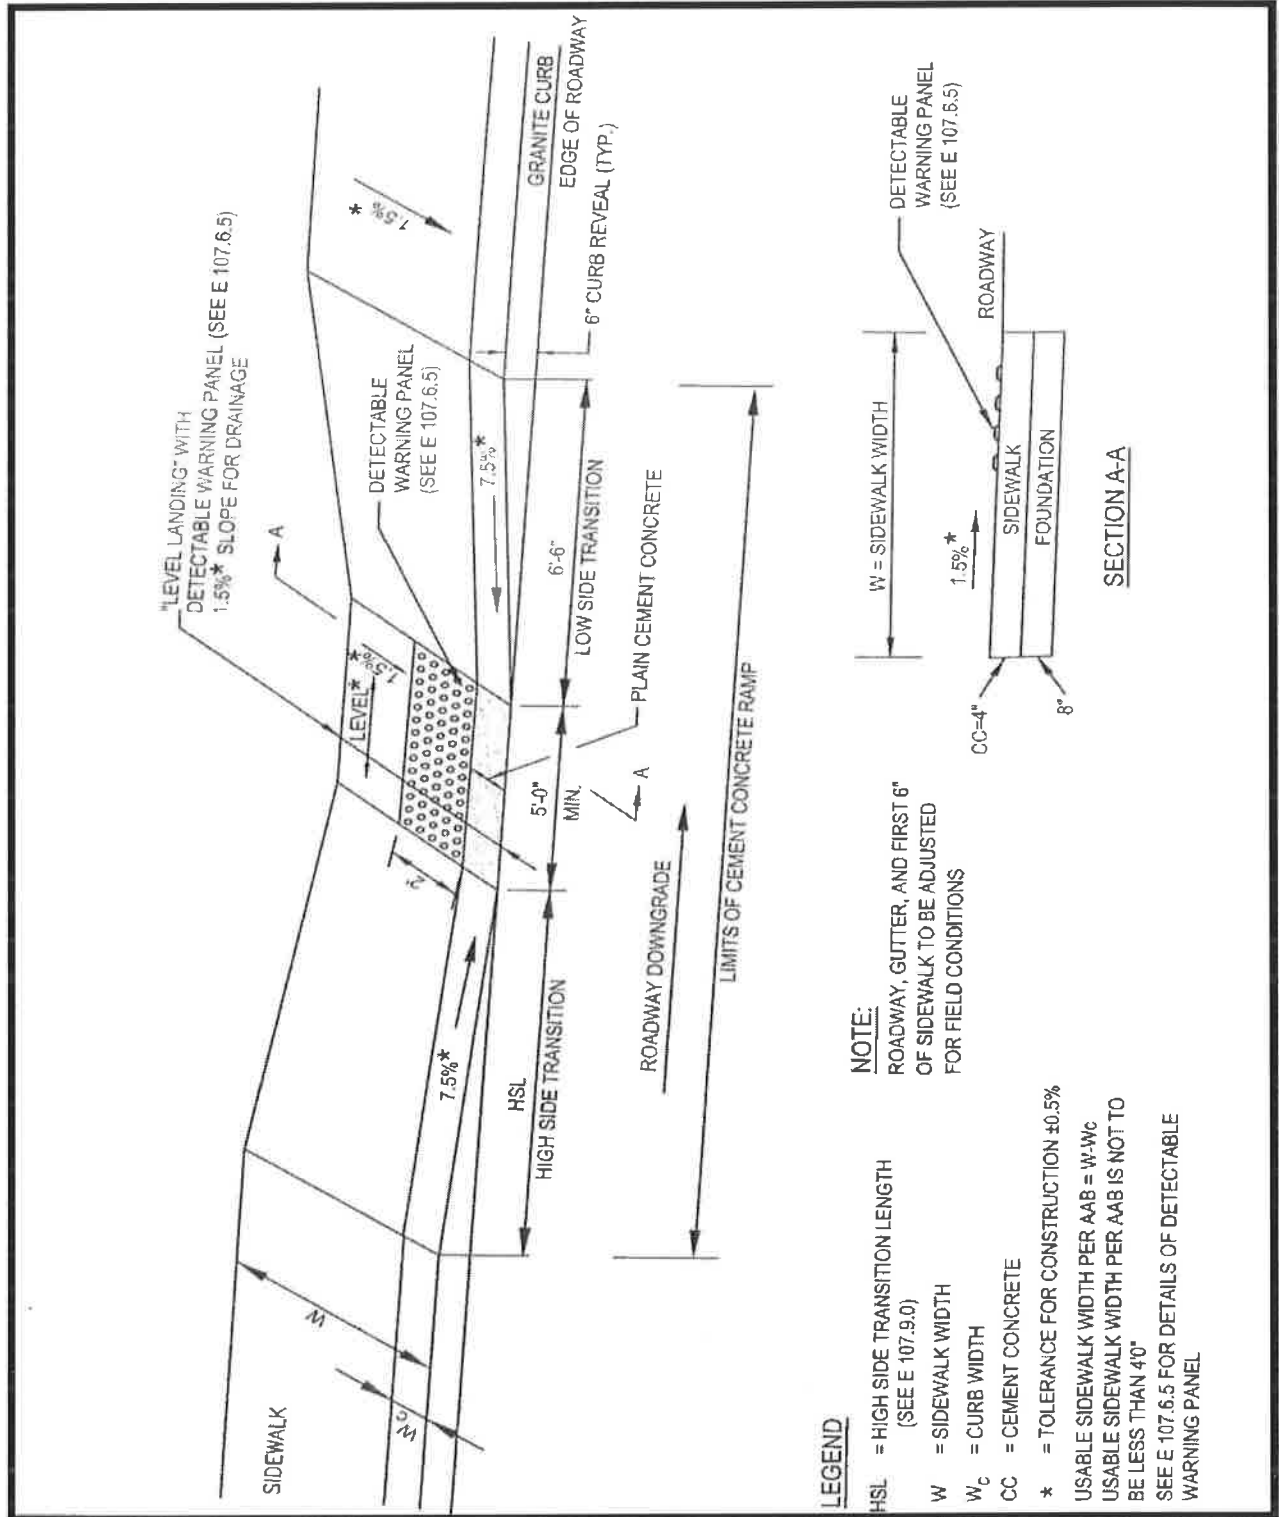 "LEVEL LANDING" WITH
DETECTABLE WARNING PANEL (SEE E 107.6.5)
1.5%* SLOPE FOR DRAINAGE
A
SIDEWALK
W
Wc
LEVEL*
1.5%*
*
1.5%
DETECTABLE
WARNING PANEL
(SEE E 107.6.5)
2'
7.5%*
7.5%*
GRANITE CURB
EDGE OF ROADWAY
6" CURB REVEAL (TYP.)
HSL
HIGH SIDE TRANSITION
5'-0"
MIN.
6'-6"
LOW SIDE TRANSITION
PLAIN CEMENT CONCRETE
A
ROADWAY DOWNGRADE
LIMITS OF CEMENT CONCRETE RAMP
LEGEND
HSL = HIGH SIDE TRANSITION LENGTH
(SEE E 107.9.0)
W = SIDEWALK WIDTH
Wc = CURB WIDTH
CC = CEMENT CONCRETE
* = TOLERANCE FOR CONSTRUCTION ±0.5%
USABLE SIDEWALK WIDTH PER AAB = W-Wc
USABLE SIDEWALK WIDTH PER AAB IS NOT TO
BE LESS THAN 4'0"
SEE E 107.6.5 FOR DETAILS OF DETECTABLE
WARNING PANEL
NOTE:
ROADWAY, GUTTER, AND FIRST 6"
OF SIDEWALK TO BE ADJUSTED
FOR FIELD CONDITIONS
W = SIDEWALK WIDTH
1.5%*
CC=4"
8"
SIDEWALK
FOUNDATION
ROADWAY
DETECTABLE
WARNING PANEL
(SEE E 107.6.5)
SECTION A-A